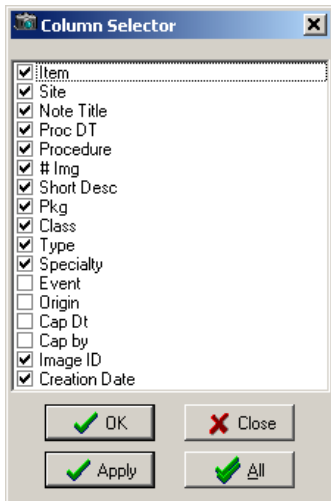 Column Selector
Item
Site
Note Title
Proc DT
Procedure
# Img
Short Desc
Pkg
Class
Type
Specialty
Event
Origin
Cap Dt
Cap by
Image ID
Creation Date
OK Close
Apply All